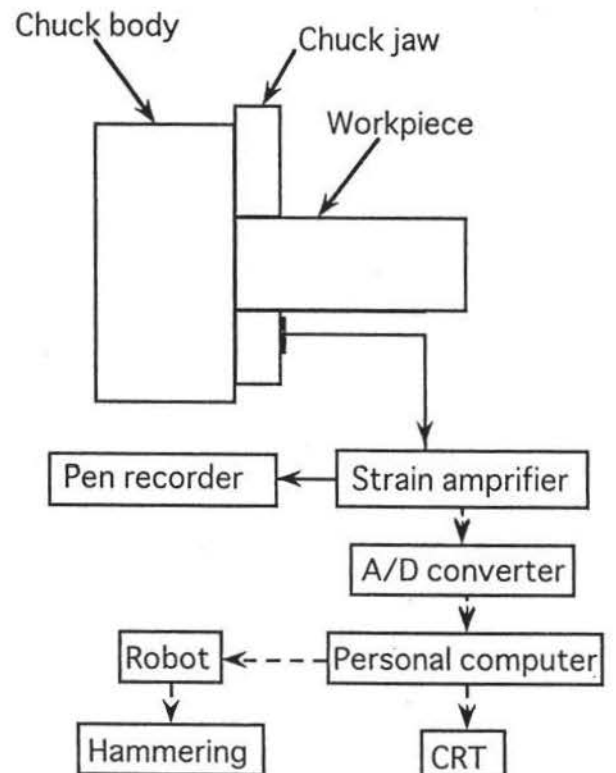 Chuck body
Chuck jaw
Workpiece
Pen recorder
Strain amprifier
A/D converter
Robot
Personal computer
Hammering
CRT